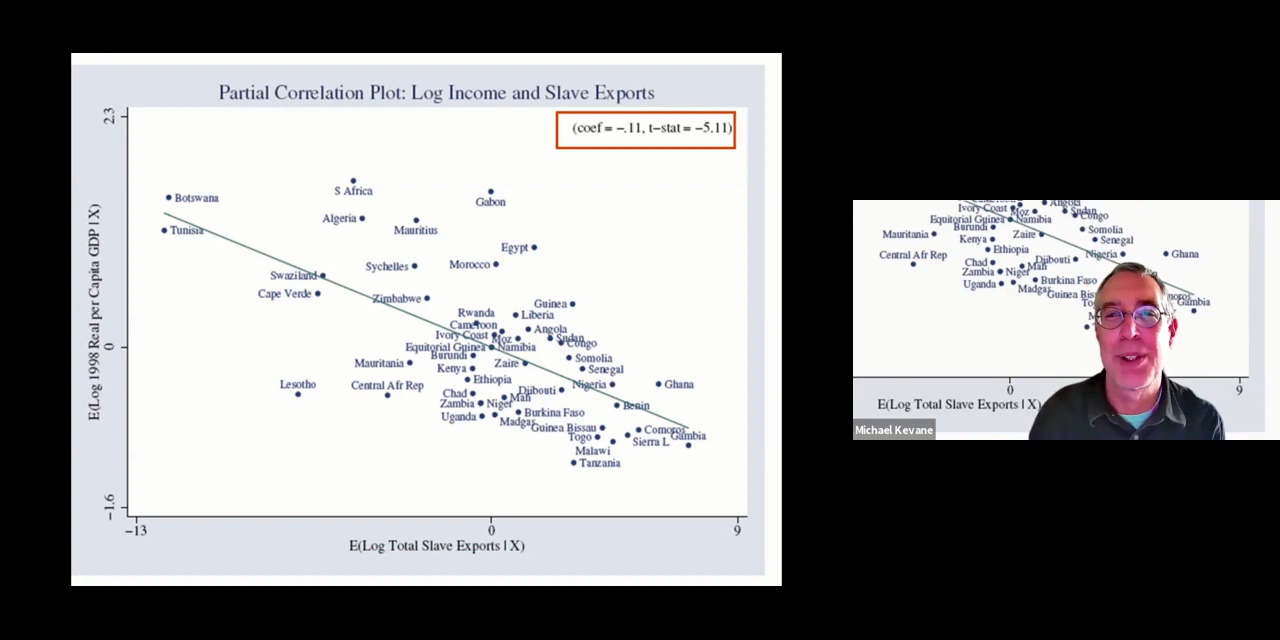 Partial Correlation Plot: Log Income and Slave Exports
2.3
(coef = −.11, t−stat = −5.11)
S Africa
Botswana
Gabon
Algeria
Mauritius
Tunisia
Egypt
Sychelles
Morocco
Swaziland
Cape Verde
Zimbabwe
Guinea
Rwanda
Liberia
Cameroon
Angola
Ivory Coast
Moz
Sudan
Congo
0
Equitorial Guinea
Namibia
Burundi
Somolia
Mauritania
Zaire
Kenya
Senegal
Ethiopia
Lesotho
Central Afr Rep
Nigeria
Ghana
Djibouti
Chad
Mali
Zambia
Niger
Benin
Uganda
Burkina Faso
Madgas
Guinea Bissau
Comoros
Togo
Gambia
Sierra L
Malawi
Tanzania
−1.6
−13
0
9
E(Log 1998 Real per Capita GDP | X)
E(Log Total Slave Exports | X)
Ivory Coast
Moz
Angola
Sudan
Congo
Equitorial Guinea
Namibia
Burundi
Mauritania
Zaire
Somolia
Kenya
Senegal
Central Afr Rep
Ethiopia
Nigeria
Ghana
Djibouti
Chad
Mali
Zambia
Niger
Uganda
Burkina Faso
Madgas
Guinea Biss
Gambia
0
9
E(Log Total Slave Exports | X)
Michael Kevane